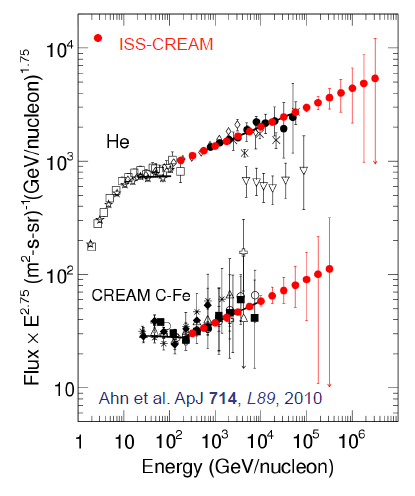 ISS-CREAM
He
CREAM C-Fe
Ahn et al. ApJ 714, L89, 2010
Flux × E^2.75 (m²-s-sr)⁻¹(GeV/nucleon)^1.75
10⁴
10³
10²
10
1 10 10² 10³ 10⁴ 10⁵ 10⁶
Energy (GeV/nucleon)